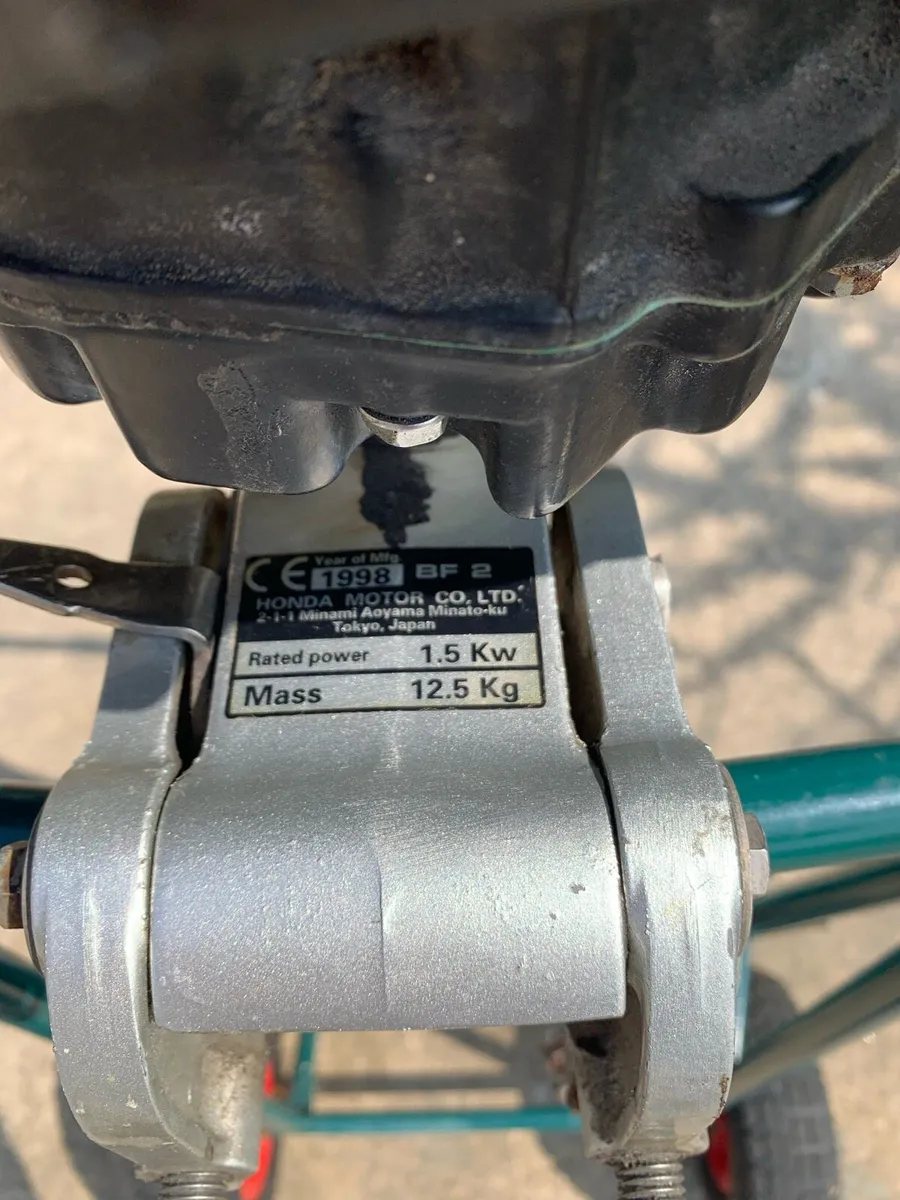 CE Year of Mfg.
1998 BF 2
HONDA MOTOR CO., LTD.
2-1-1 Minami Aoyama Minato-ku
Tokyo, Japan
Rated power 1.5 Kw
Mass 12.5 Kg